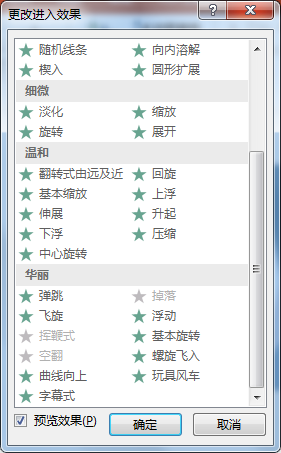 更改进入效果
随机线条 向内溶解
楔入 圆形扩展
细微
淡化 缩放
旋转 展开
温和
翻转式由远及近 回旋
基本缩放 上浮
伸展 升起
下浮 压缩
中心旋转
华丽
弹跳 掉落
飞旋 浮动
挥鞭式 基本旋转
空翻 螺旋飞入
曲线向上 玩具风车
字幕式
预览效果(P) 确定 取消